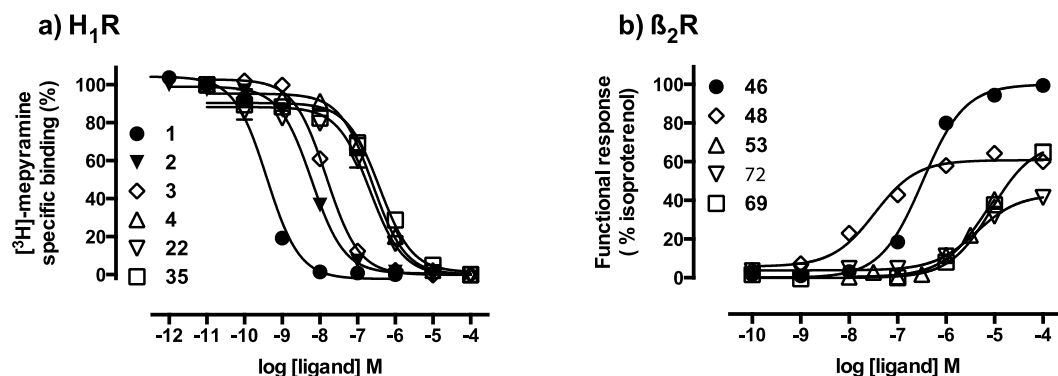 a) H₁R
[³H]-mepyramine
specific binding (%)
100
80
60
40
20
0
1
2
3
4
22
35
-12 -11 -10 -9 -8 -7 -6 -5 -4
log [ligand] M
b) ß₂R
Functional response
( % isoproterenol)
100
80
60
40
20
0
46
48
53
72
69
-10 -9 -8 -7 -6 -5 -4
log [ligand] M